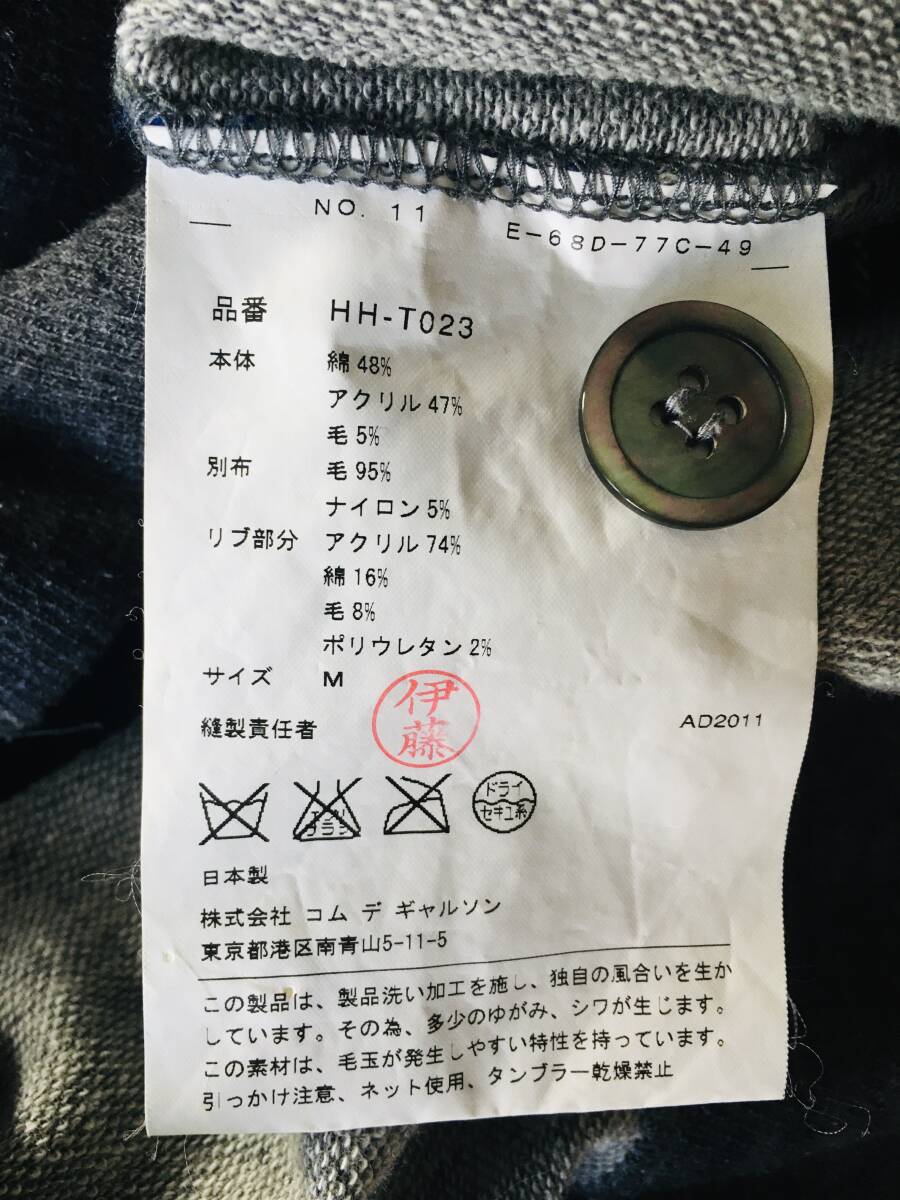 NO. 11
E-68D-77C-49
品番 HH-T023
本体 綿 48%
アクリル 47%
毛 5%
別布 毛 95%
ナイロン 5%
リブ部分 アクリル 74%
綿 16%
毛 8%
ポリウレタン 2%
サイズ M
縫製責任者 伊藤
AD2011
エンソ
サラシ
ドライ
セキユ系
日本製
株式会社 コム デ ギャルソン
東京都港区南青山5-11-5
この製品は、製品洗い加工を施し、独自の風合いを生か
しています。その為、多少のゆがみ、シワが生じます。
この素材は、毛玉が発生しやすい特性を持っています。
引っかけ注意、ネット使用、タンブラー乾燥禁止